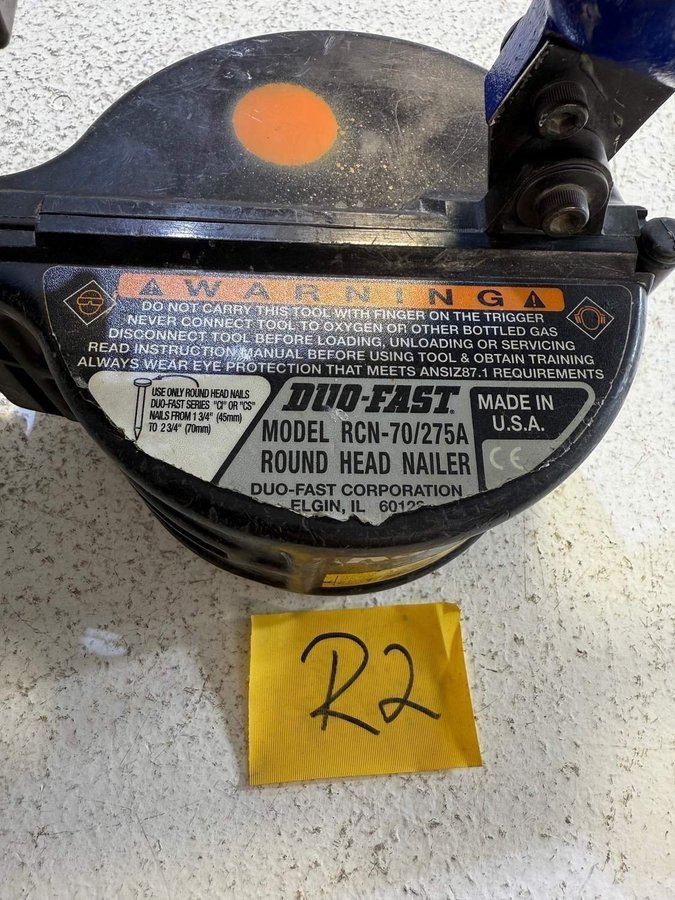 WARNING
DO NOT CARRY THIS TOOL WITH FINGER ON THE TRIGGER
NEVER CONNECT TOOL TO OXYGEN OR OTHER BOTTLED GAS
DISCONNECT TOOL BEFORE LOADING, UNLOADING OR SERVICING
READ INSTRUCTION MANUAL BEFORE USING TOOL & OBTAIN TRAINING
ALWAYS WEAR EYE PROTECTION THAT MEETS ANSIZ87.1 REQUIREMENTS
USE ONLY ROUND HEAD NAILS
DUO-FAST SERIES "CI" OR "CS"
NAILS FROM 1 3/4" (45mm)
TO 2 3/4" (70mm)
DUO-FAST®
MODEL RCN-70/275A
ROUND HEAD NAILER
DUO-FAST CORPORATION
ELGIN, IL
MADE IN
U.S.A.
CE
R2